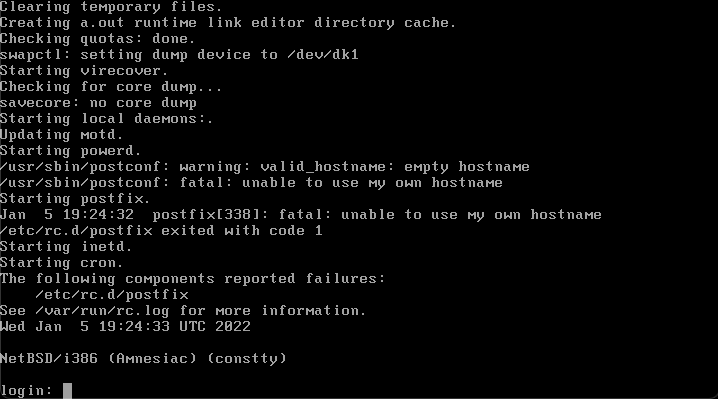 Clearing temporary files.
Creating a.out runtime link editor directory cache.
Checking quotas: done.
swapctl: setting dump device to /dev/dk1
Starting virecover.
Checking for core dump...
savecore: no core dump
Starting local daemons:.
Updating motd.
Starting powerd.
/usr/sbin/postconf: warning: valid_hostname: empty hostname
/usr/sbin/postconf: fatal: unable to use my own hostname
Starting postfix.
Jan  5 19:24:32  postfix[338]: fatal: unable to use my own hostname
/etc/rc.d/postfix exited with code 1
Starting inetd.
Starting cron.
The following components reported failures:
    /etc/rc.d/postfix
See /var/run/rc.log for more information.
Wed Jan  5 19:24:33 UTC 2022
NetBSD/i386 (Amnesiac) (constty)
login: